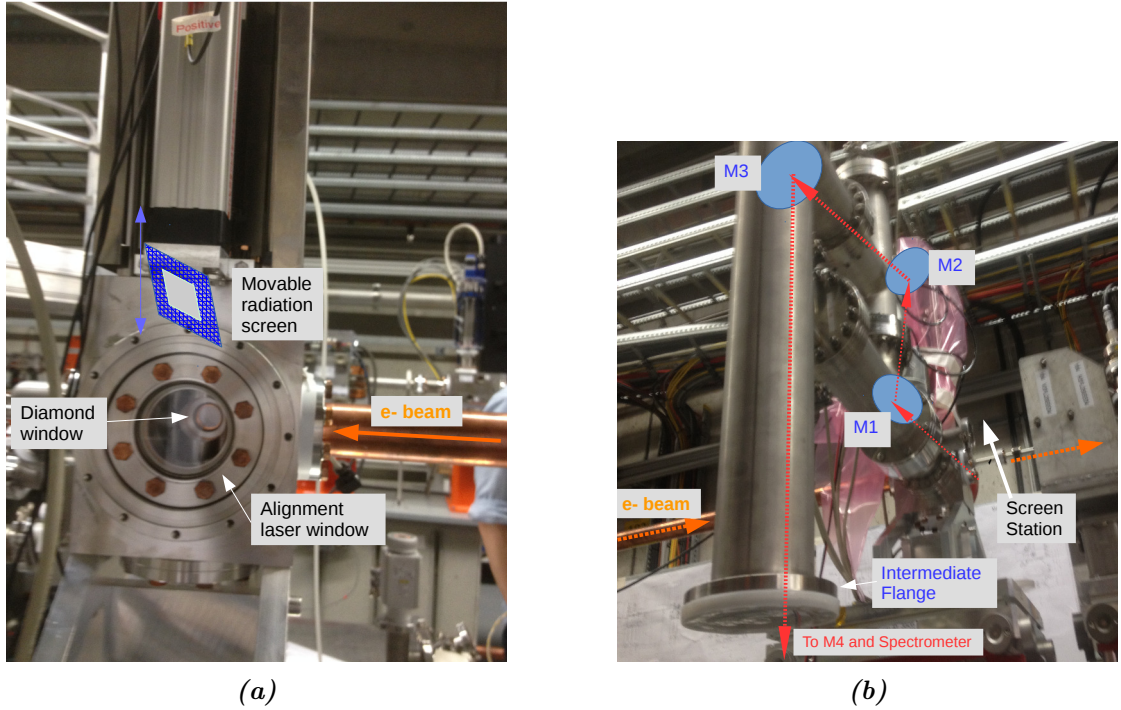 Positive
Movable
radiation
screen
Diamond
window
e- beam
Alignment
laser window
(a)
M3
M2
M1
e- beam
Screen
Station
Intermediate
Flange
To M4 and Spectrometer
(b)